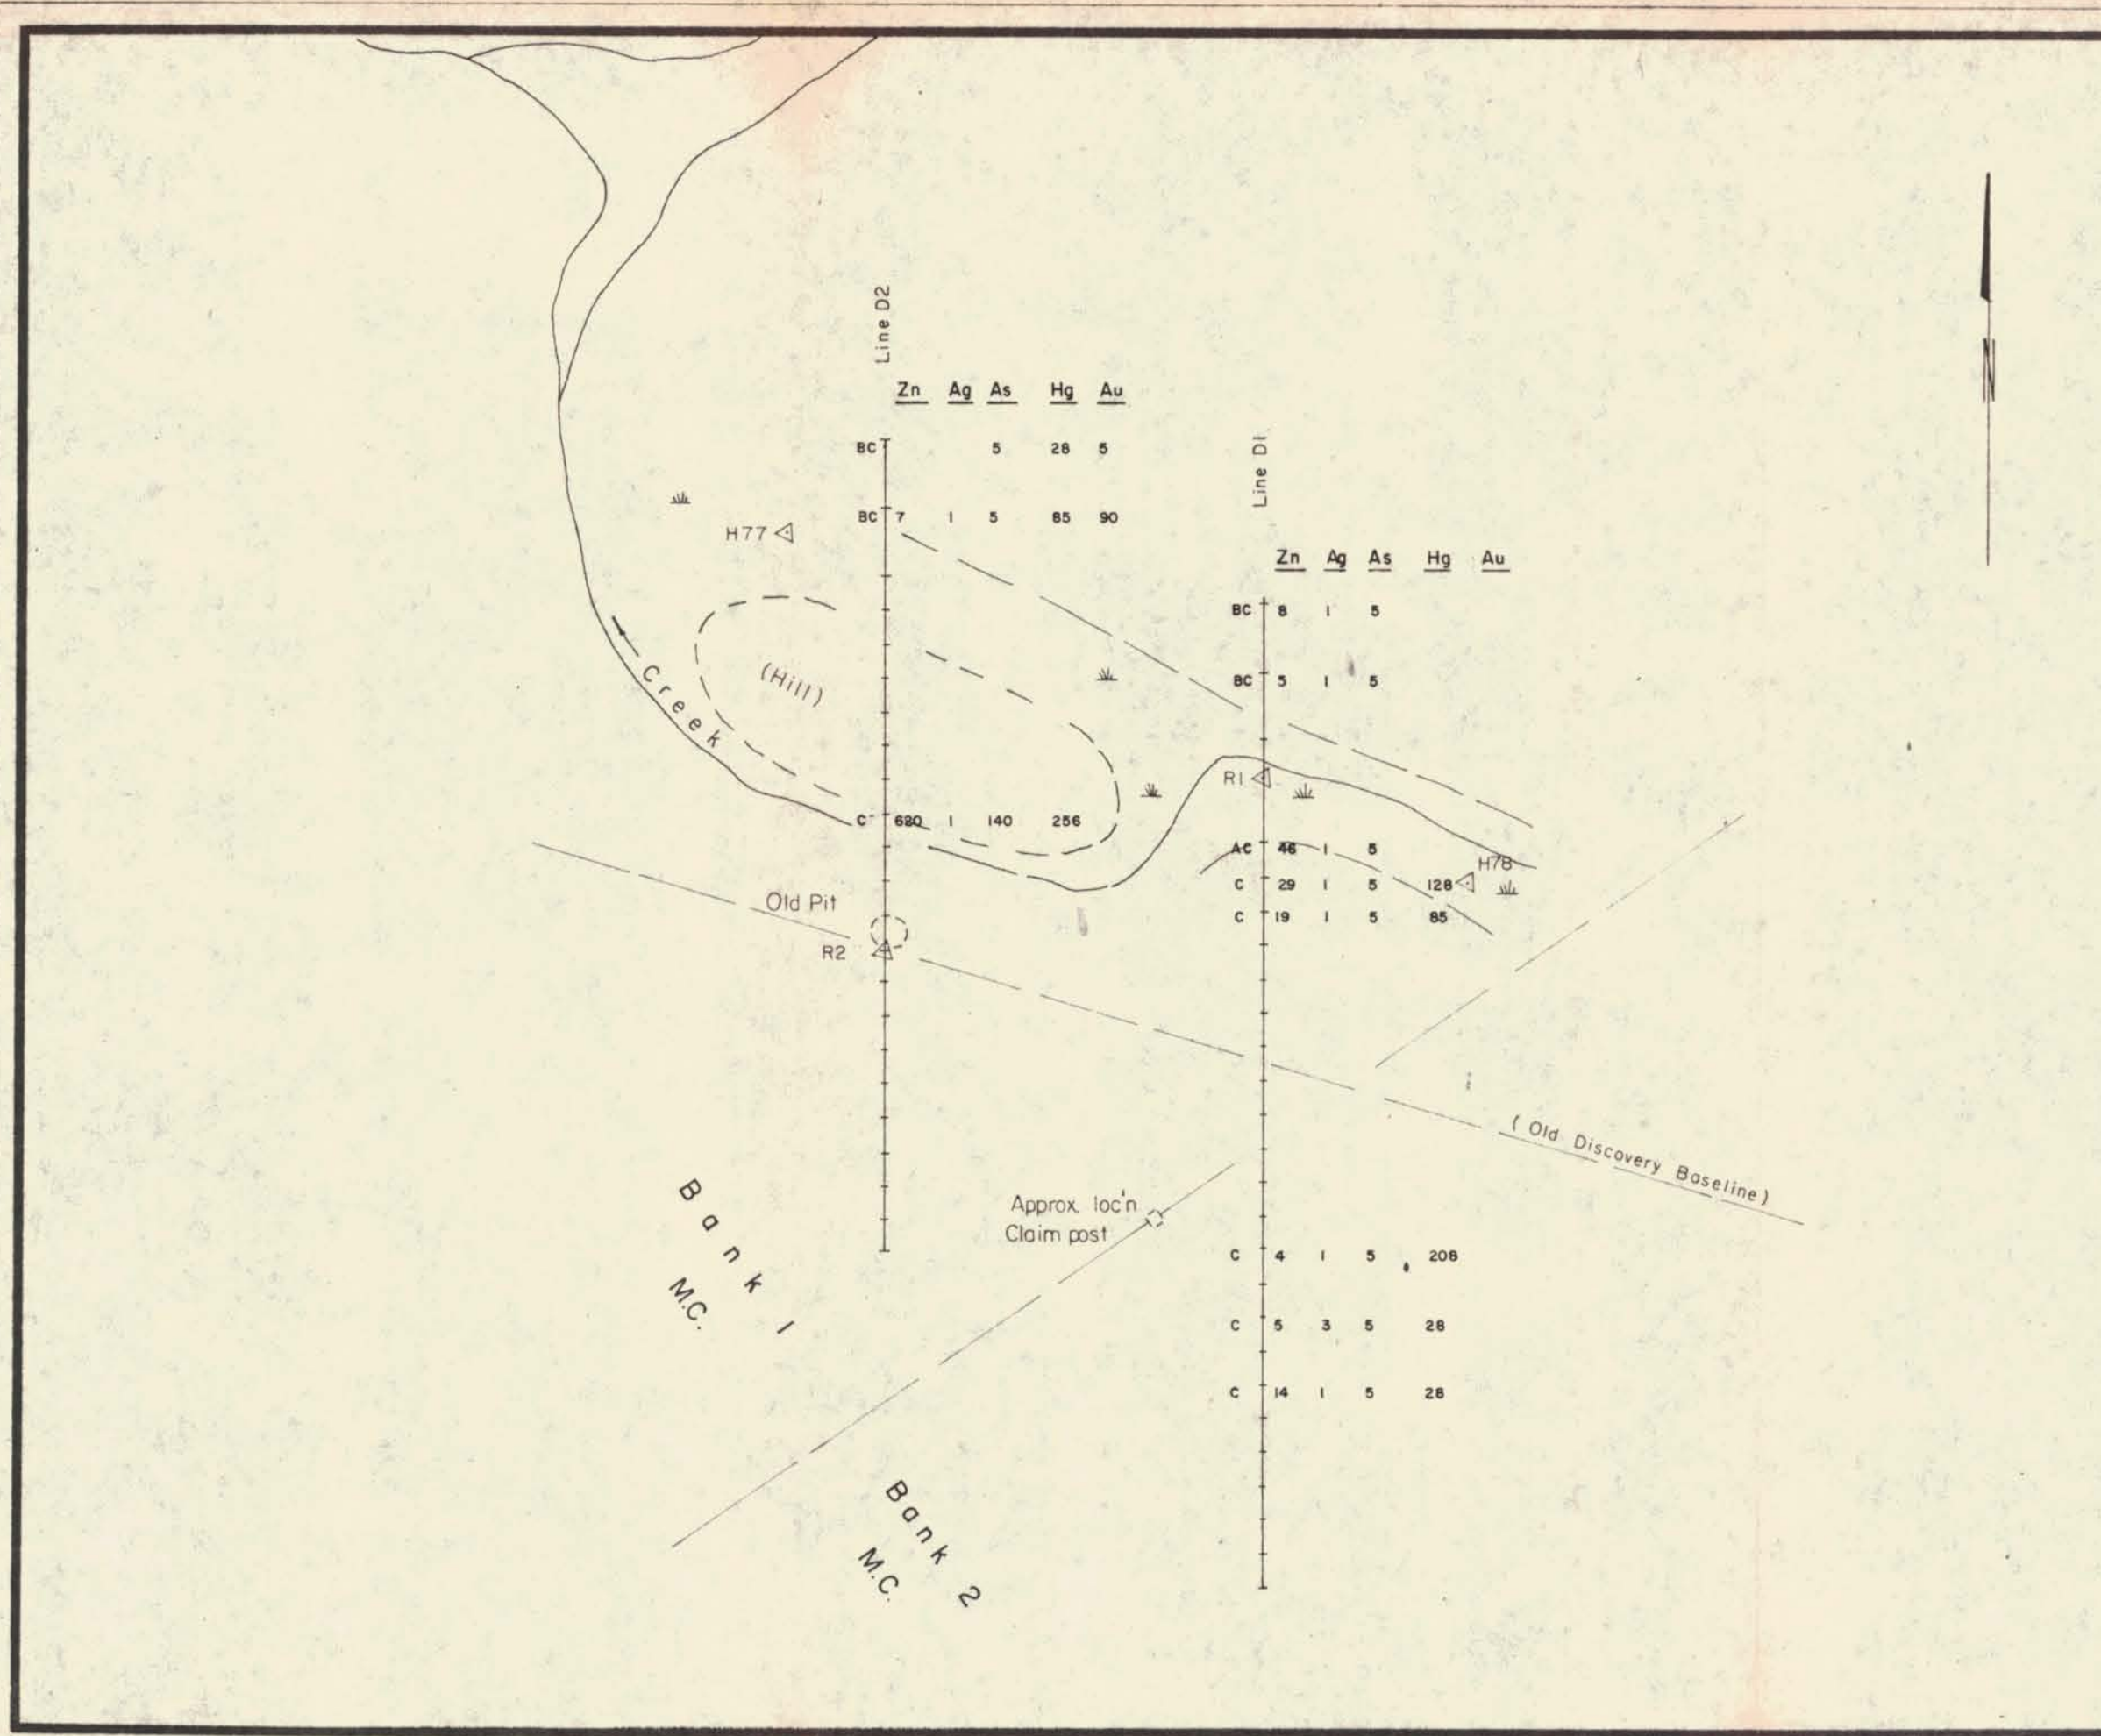 Line D2
Zn Ag As Hg Au
BC 5 28 5
BC 7 1 5 85 90
H77
Line D1
Zn Ag As Hg Au
BC 8 1 5
BC 5 1 5
(Hill)
Creek
R1
C 680 1 140 256
AC 46 1 5
H78
C 29 1 5 128
C 19 1 5 85
Old Pit
R2
N
(Old Discovery Baseline)
Approx. loc'n
Claim post
C 4 1 5 208
C 5 3 5 28
C 14 1 5 28
Bank 1
M.C.
Bank 2
M.C.